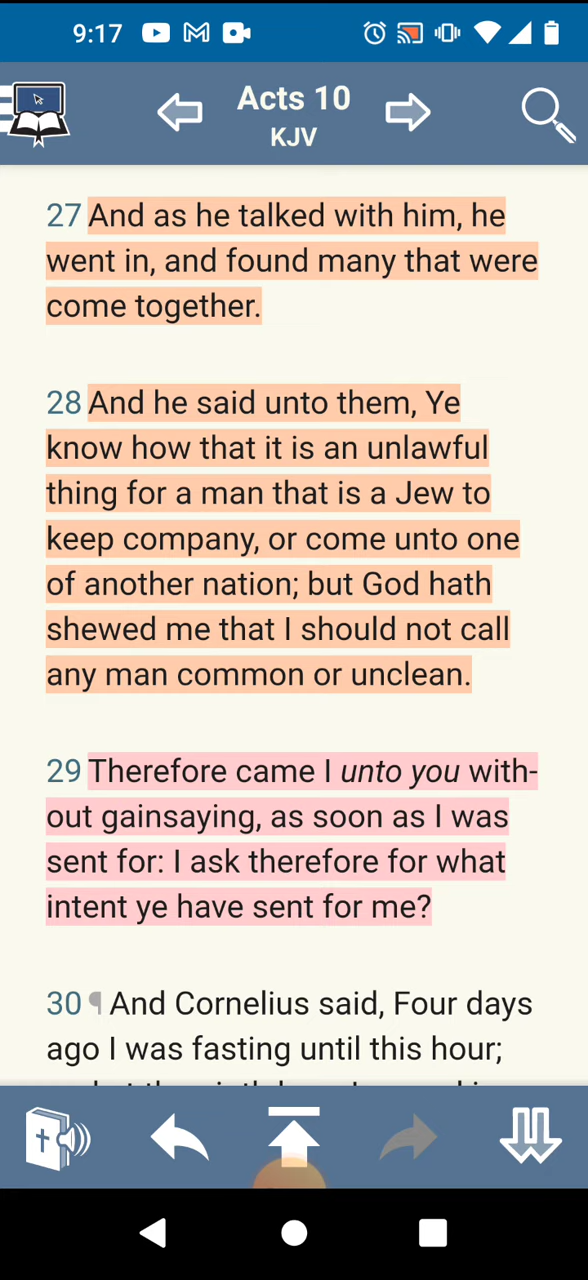 9:17
Acts 10
KJV
27 And as he talked with him, he
went in, and found many that were
come together.
28 And he said unto them, Ye
know how that it is an unlawful
thing for a man that is a Jew to
keep company, or come unto one
of another nation; but God hath
shewed me that I should not call
any man common or unclean.
29 Therefore came I unto you with-
out gainsaying, as soon as I was
sent for: I ask therefore for what
intent ye have sent for me?
30 ¶ And Cornelius said, Four days
ago I was fasting until this hour;